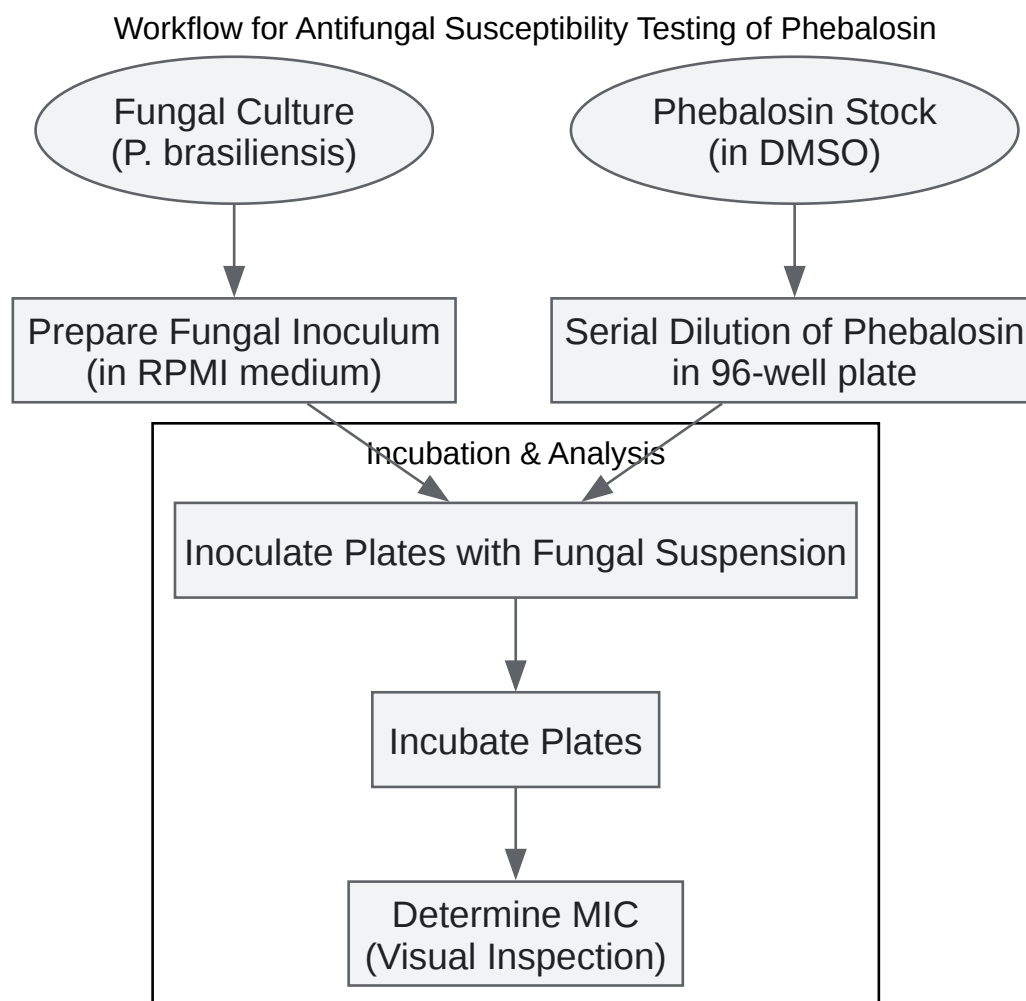 Workflow for Antifungal Susceptibility Testing of Phebalosin
Fungal Culture
(P. brasiliensis)
Phebalosin Stock
(in DMSO)
Prepare Fungal Inoculum
(in RPMI medium)
Serial Dilution of Phebalosin
in 96-well plate
Incubation & Analysis
Inoculate Plates with Fungal Suspension
Incubate Plates
Determine MIC
(Visual Inspection)